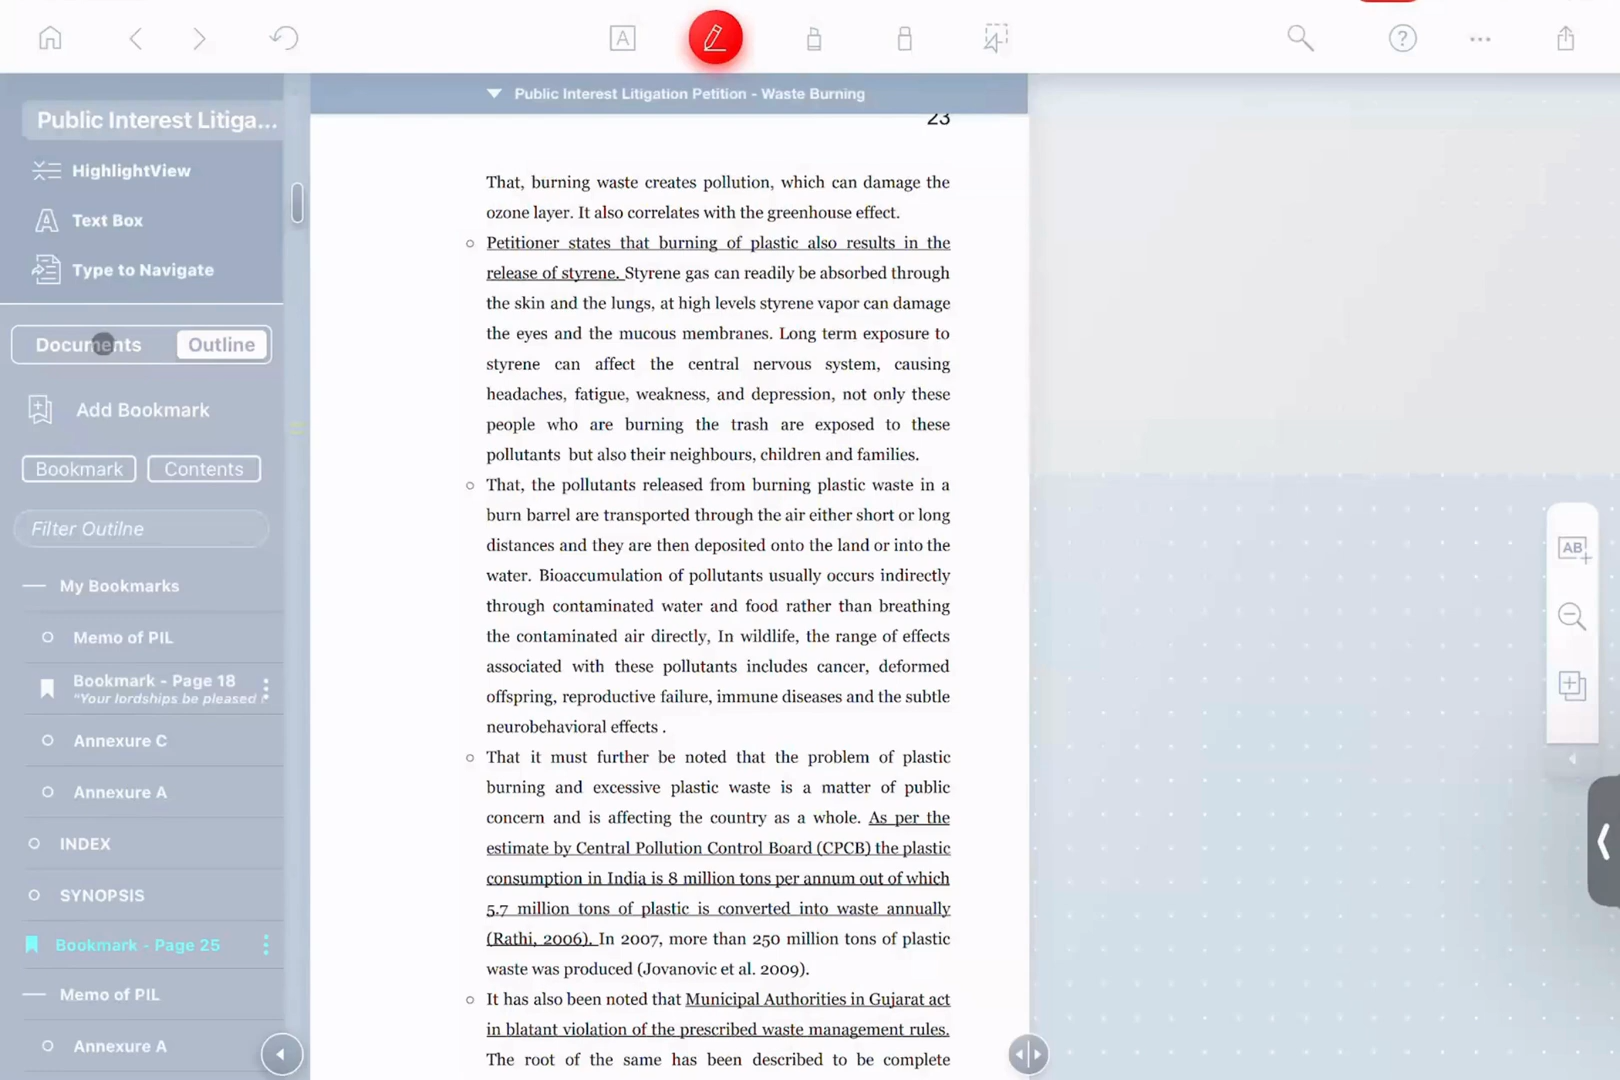 A
?
Public Interest Litiga...
HighlightView
Text Box
Type to Navigate
Documents
Outline
Add Bookmark
Bookmark
Contents
Filter Outilne
My Bookmarks
Memo of PIL
Bookmark - Page 18
"Your lordships be pleased
Annexure C
Annexure A
INDEX
SYNOPSIS
Bookmark - Page 25
Memo of PIL
Annexure A
Public Interest Litigation Petition - Waste Burning
23
That, burning waste creates pollution, which can damage the
ozone layer. It also correlates with the greenhouse effect.
Petitioner states that burning of plastic also results in the
release of styrene. Styrene gas can readily be absorbed through
the skin and the lungs, at high levels styrene vapor can damage
the eyes and the mucous membranes. Long term exposure to
styrene can affect the central nervous system, causing
headaches, fatigue, weakness, and depression, not only these
people who are burning the trash are exposed to these
pollutants but also their neighbours, children and families.
That, the pollutants released from burning plastic waste in a
burn barrel are transported through the air either short or long
distances and they are then deposited onto the land or into the
water. Bioaccumulation of pollutants usually occurs indirectly
through contaminated water and food rather than breathing
the contaminated air directly, In wildlife, the range of effects
associated with these pollutants includes cancer, deformed
offspring, reproductive failure, immune diseases and the subtle
neurobehavioral effects .
That it must further be noted that the problem of plastic
burning and excessive plastic waste is a matter of public
concern and is affecting the country as a whole. As per the
estimate by Central Pollution Control Board (CPCB) the plastic
consumption in India is 8 million tons per annum out of which
5.7 million tons of plastic is converted into waste annually
(Rathi, 2006). In 2007, more than 250 million tons of plastic
waste was produced (Jovanovic et al. 2009).
It has also been noted that Municipal Authorities in Gujarat act
in blatant violation of the prescribed waste management rules.
The root of the same has been described to be complete
AB